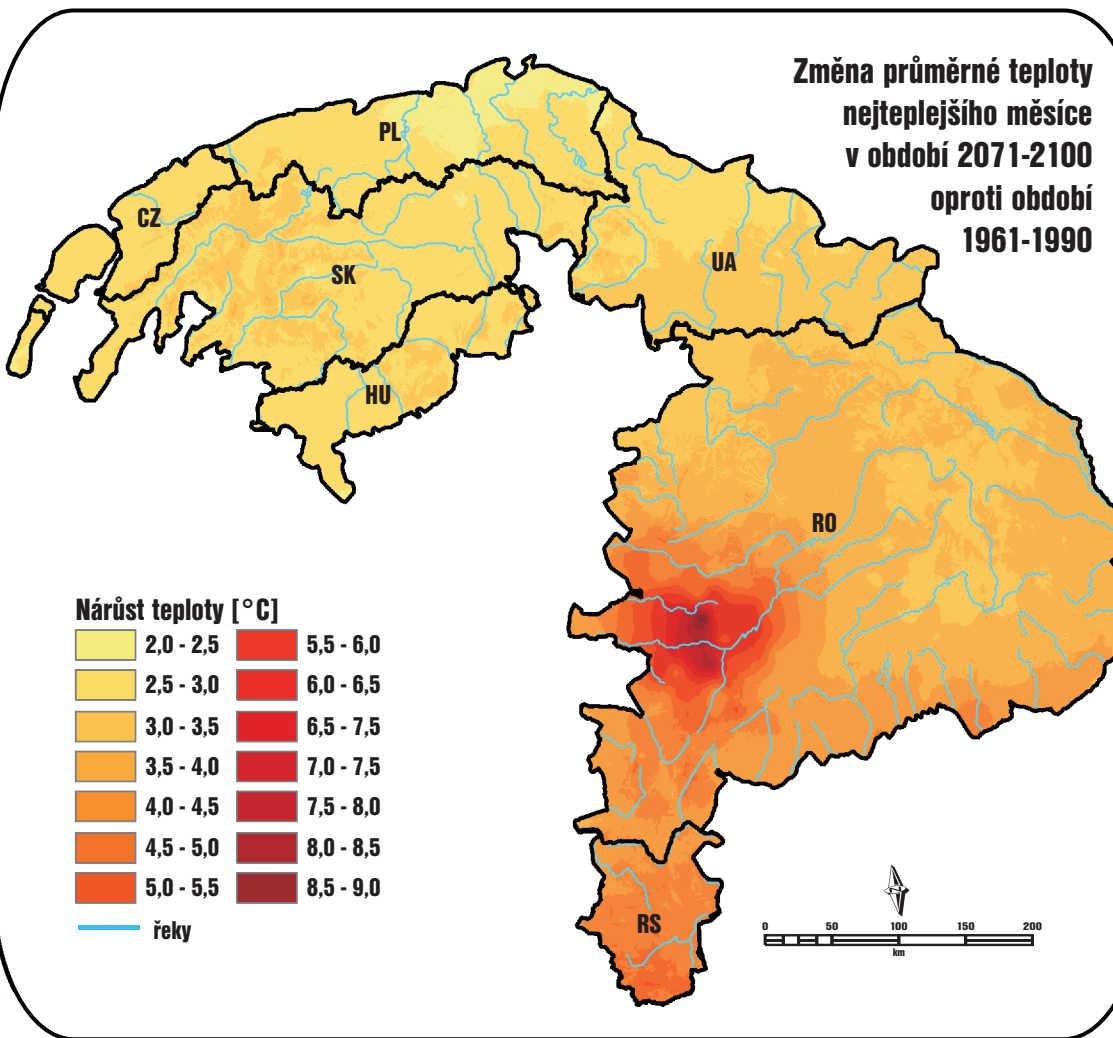 Změna průměrné teploty
nejteplejšího měsíce
v období 2071-2100
oproti období
1961-1990
PL
CZ
SK
UA
HU
RO
RS
Nárůst teploty [°C]
2,0 - 2,5
2,5 - 3,0
3,0 - 3,5
3,5 - 4,0
4,0 - 4,5
4,5 - 5,0
5,0 - 5,5
5,5 - 6,0
6,0 - 6,5
6,5 - 7,5
7,0 - 7,5
7,5 - 8,0
8,0 - 8,5
8,5 - 9,0
řeky
0 50 100 150 200
km